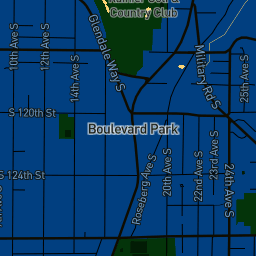 Country Club
Glendale Way S
Military Rd S
10th Ave S
12th Ave S
14th Ave S
25th Ave S
S 120th St
Boulevard Park
S 124th St
Roseberg Ave S
20th Ave S
22nd Ave S
23rd Ave S
24th Ave S